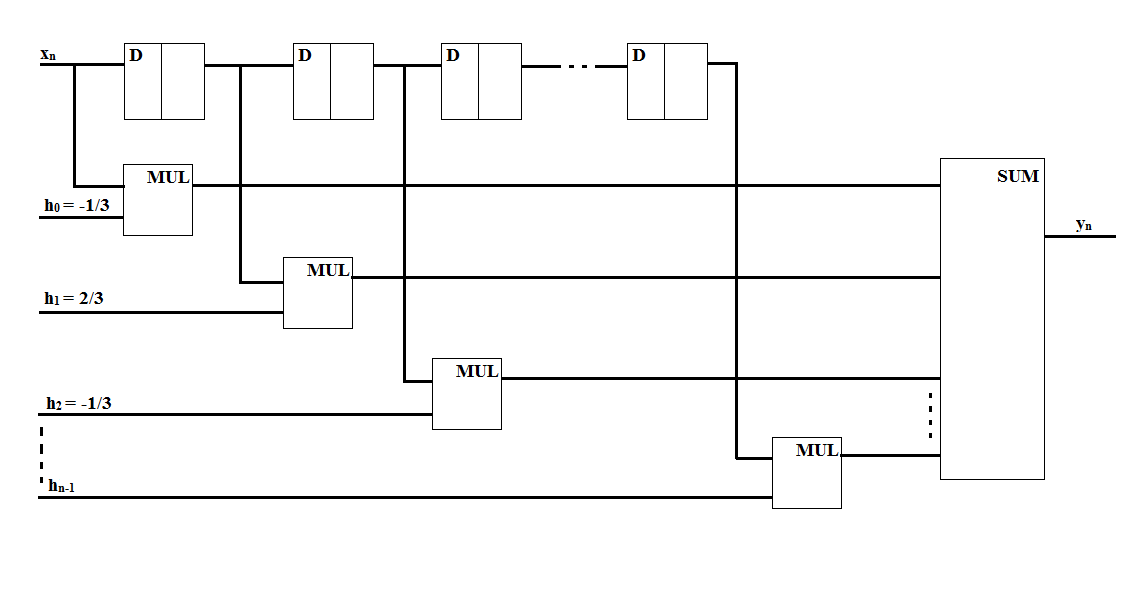 xn
D
D
D
D
MUL
h0 = -1/3
SUM
yn
MUL
h1 = 2/3
MUL
h2 = -1/3
MUL
hn-1